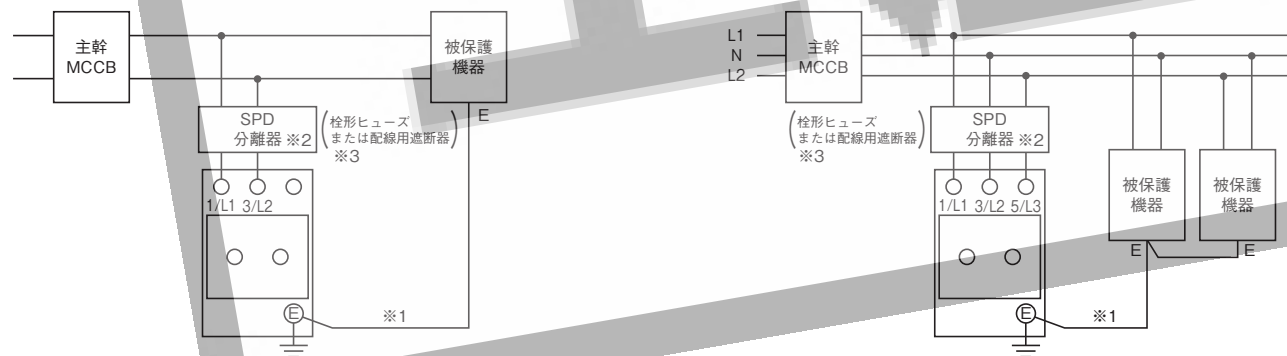 主幹
MCCB
被保護
機器
E
SPD
分離器 ※2
栓形ヒューズ
または配線用遮断器
※3
1/L1 3/L2
E
※1
L1
N
L2
主幹
MCCB
栓形ヒューズ
または配線用遮断器
※3
SPD
分離器 ※2
1/L1 3/L2 5/L3
被保護
機器
被保護
機器
E
E
E
※1